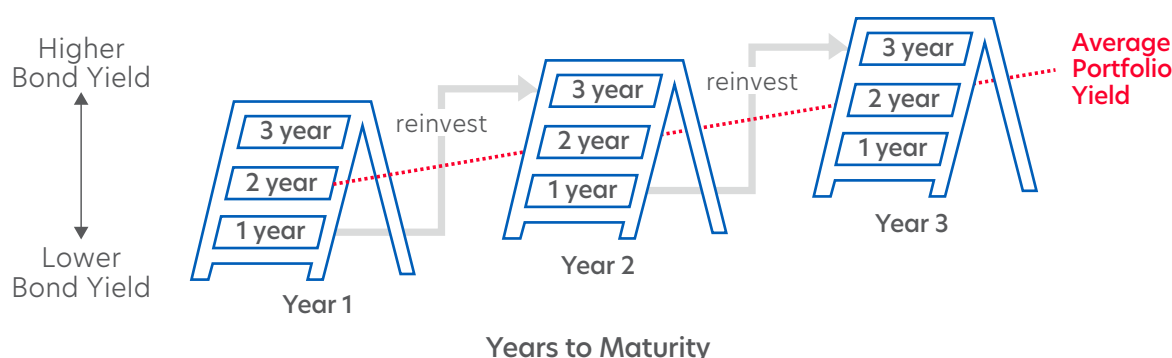 Higher
Bond Yield
Lower
Bond Yield
3 year
2 year
1 year
Year 1
reinvest
3 year
2 year
1 year
Year 2
reinvest
3 year
2 year
1 year
Year 3
Average
Portfolio
Yield
Years to Maturity